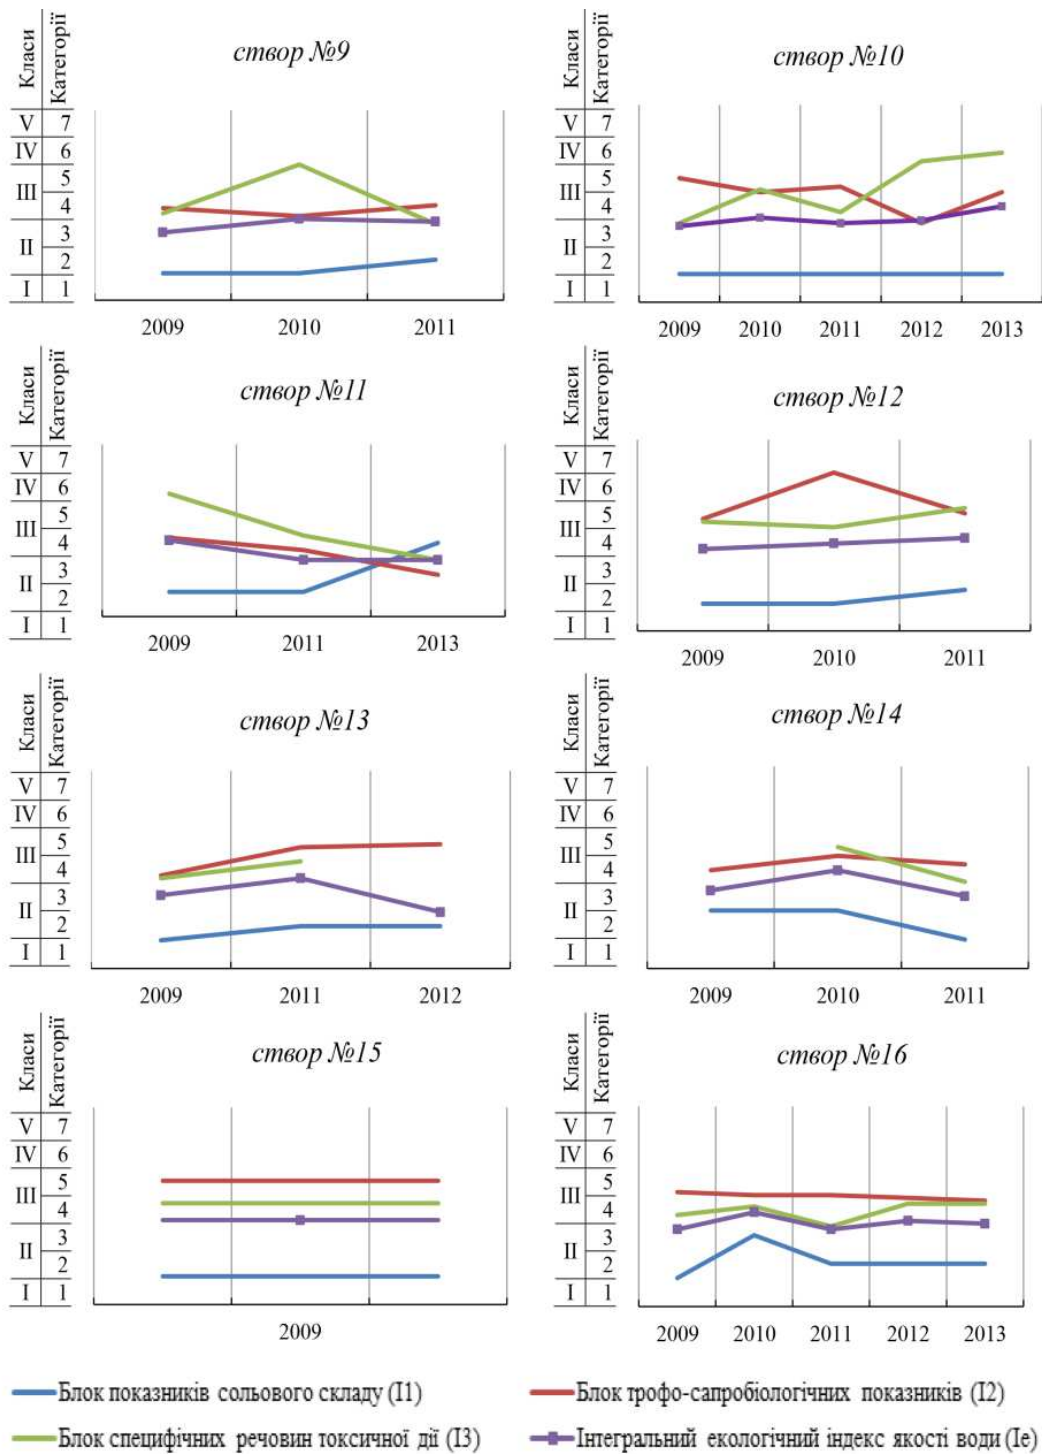 створ №9
Класи
Категорії
V 7
IV 6
III 5
4
II 3
2
I 1
2009 2010 2011
створ №10
Класи
Категорії
V 7
IV 6
III 5
4
II 3
2
I 1
2009 2010 2011 2012 2013
створ №11
Класи
Категорії
V 7
IV 6
III 5
4
II 3
2
I 1
2009 2011 2013
створ №12
Класи
Категорії
V 7
IV 6
III 5
4
II 3
2
I 1
2009 2010 2011
створ №13
Класи
Категорії
V 7
IV 6
III 5
4
II 3
2
I 1
2009 2011 2012
створ №14
Класи
Категорії
V 7
IV 6
III 5
4
II 3
2
I 1
2009 2010 2011
створ №15
Класи
Категорії
V 7
IV 6
III 5
4
II 3
2
I 1
2009
створ №16
Класи
Категорії
V 7
IV 6
III 5
4
II 3
2
I 1
2009 2010 2011 2012 2013
Блок показників сольового складу (I1)
Блок трофо-сапробіологічних показників (I2)
Блок специфічних речовин токсичної дії (I3)
Інтегральний екологічний індекс якості води (Ie)